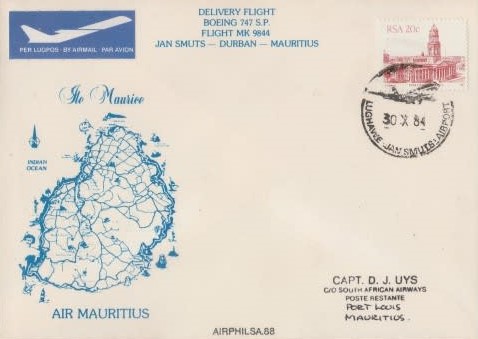 PER LUGPOS · BY AIRMAIL · PAR AVION
DELIVERY FLIGHT
BOEING 747 S.P.
FLIGHT MK 9844
JAN SMUTS — DURBAN — MAURITIUS
RSA 20c
30 X 84
LUGHAWE · JAN SMUTS · AIRPORT
Ile Maurice
INDIAN
OCEAN
AIR MAURITIUS
CAPT. D. J. UYS
C/O SOUTH AFRICAN AIRWAYS
POSTE RESTANTE
PORT LOUIS
MAURITIUS.
AIRPHILSA.68